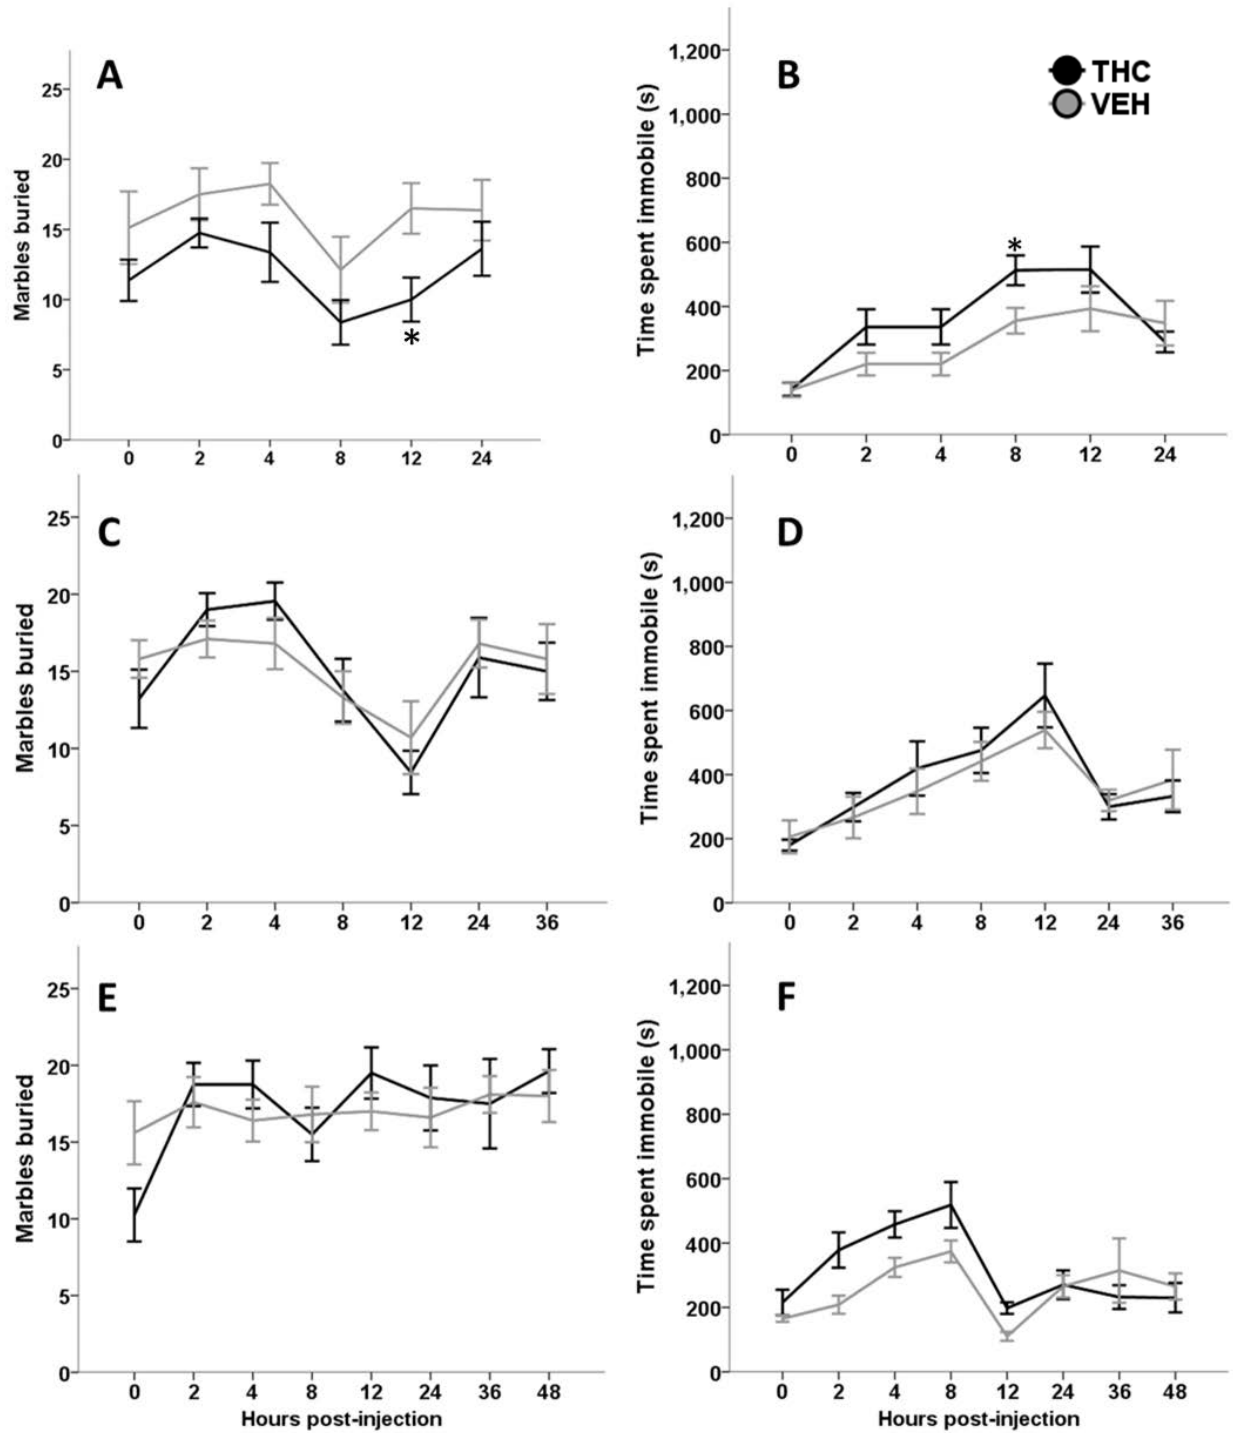 A
25
20
15
10
5
0
Marbles buried
0 2 4 8 12 24
B
THC
VEH
1,200
1,000
800
600
400
200
0
Time spent immobile (s)
*
0 2 4 8 12 24
*
C
25
20
15
10
5
0
Marbles buried
0 2 4 8 12 24 36
D
1,200
1,000
800
600
400
200
0
Time spent immobile (s)
0 2 4 8 12 24 36
E
25
20
15
10
5
0
Marbles buried
0 2 4 8 12 24 36 48
Hours post-injection
F
1,200
1,000
800
600
400
200
0
Time spent immobile (s)
0 2 4 8 12 24 36 48
Hours post-injection